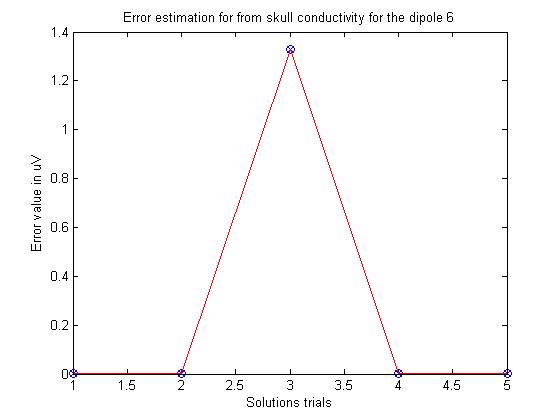 Error estimation for from skull conductivity for the dipole 6
1.4
1.2
1
0.8
0.6
0.4
0.2
0
Error value in uV
1 1.5 2 2.5 3 3.5 4 4.5 5
Solutions trials